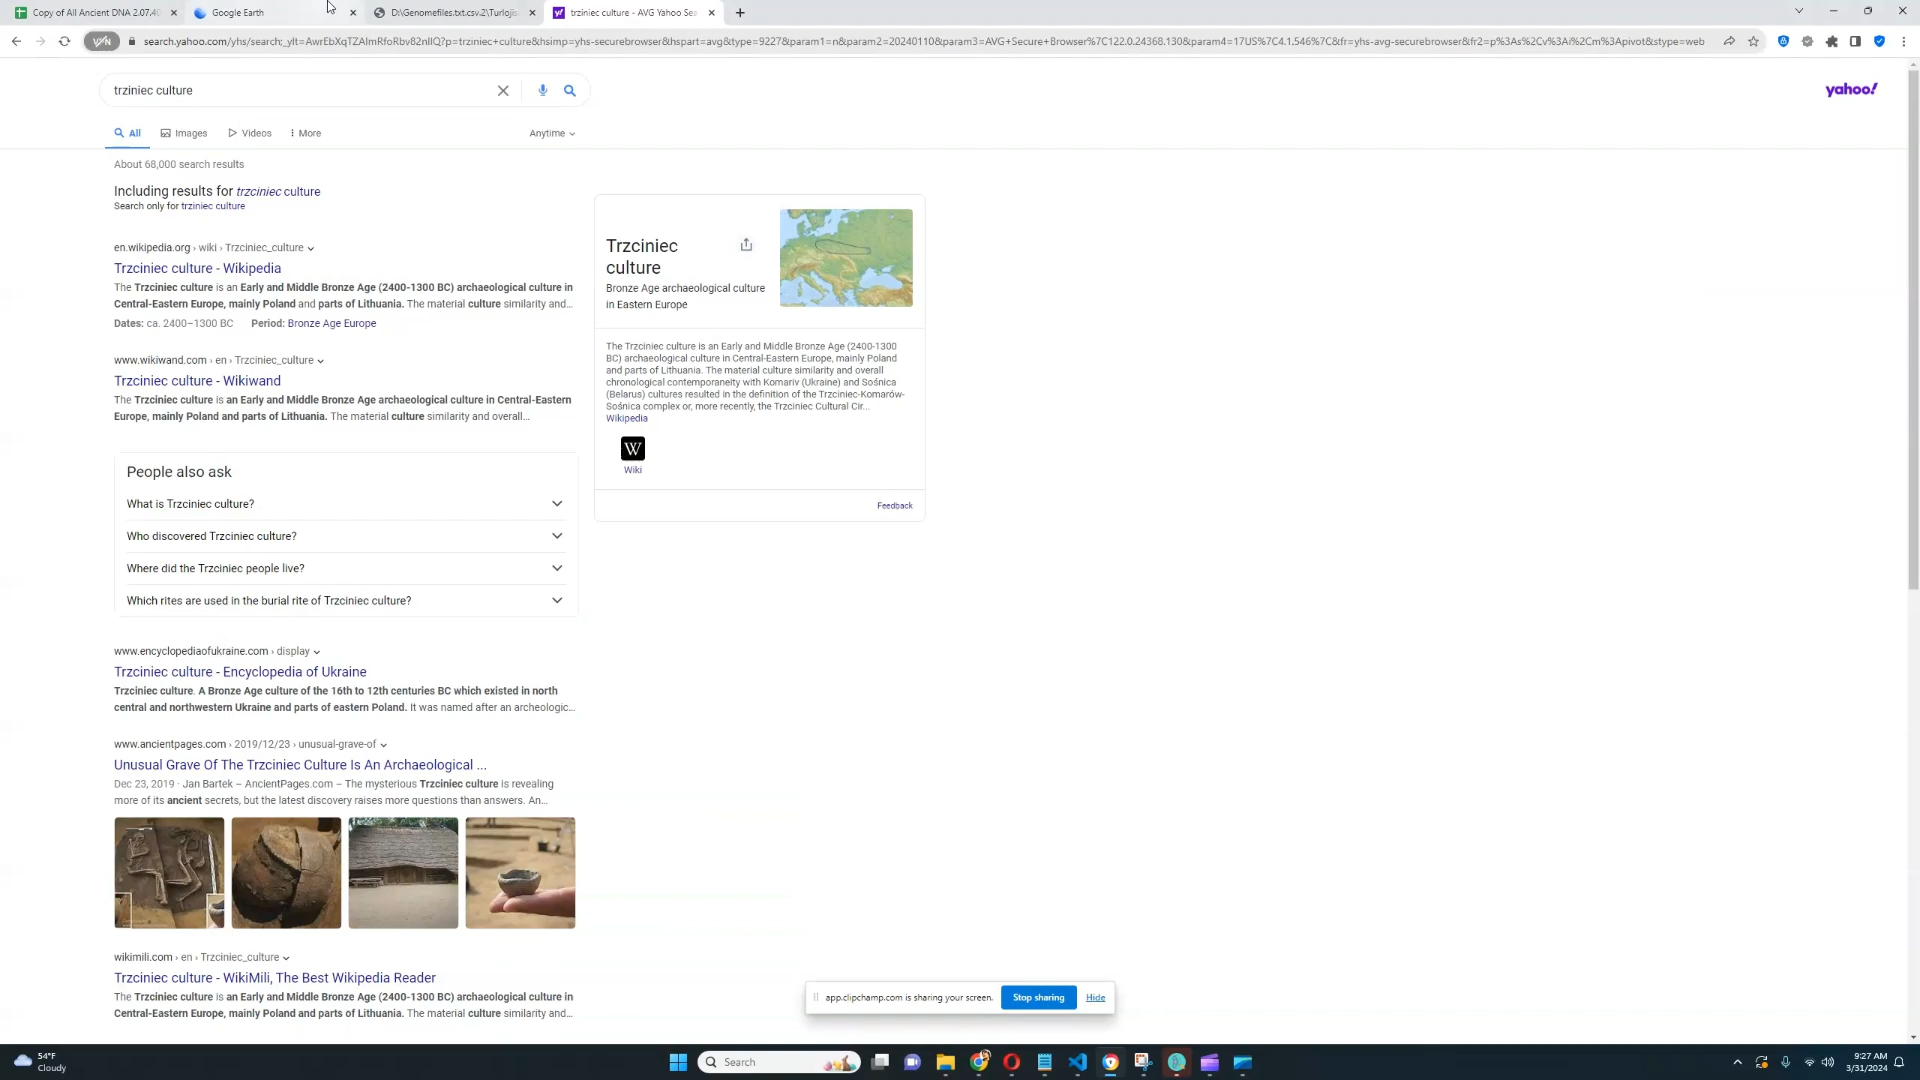 Copy of All Ancient DNA 2.07.40
Google Earth
D:\Genomefiles.txt.csv.2\Turlojis
trziniec culture - AVG Yahoo Sea
VPN
search.yahoo.com/yhs/search;_ylt=AwrEbXqTZAlmRfoRbv82nIlQ?p=trziniec+culture&hsimp=yhs-securebrowser&hspart=avg&type=9227&param1=n&param2=20240110&param3=AVG+Secure+Browser%7C122.0.24368.130&param4=17US%7C4.1.546%7C&fr=yhs-avg-securebrowser&fr2=p%3As%2Cv%3Ai%2Cm%3Apivot&stype=web
trziniec culture
yahoo!
All
Images
Videos
More
Anytime
About 68,000 search results
Including results for trzciniec culture
Search only for trziniec culture
en.wikipedia.org › wiki › Trzciniec_culture
Trzciniec culture - Wikipedia
The Trzciniec culture is an Early and Middle Bronze Age (2400-1300 BC) archaeological culture in
Central-Eastern Europe, mainly Poland and parts of Lithuania. The material culture similarity and...
Dates: ca. 2400–1300 BC Period: Bronze Age Europe
www.wikiwand.com › en › Trzciniec_culture
Trzciniec culture - Wikiwand
The Trzciniec culture is an Early and Middle Bronze Age archaeological culture in Central-Eastern
Europe, mainly Poland and parts of Lithuania. The material culture similarity and overall...
People also ask
What is Trzciniec culture?
Who discovered Trzciniec culture?
Where did the Trzciniec people live?
Which rites are used in the burial rite of Trzciniec culture?
www.encyclopediaofukraine.com › display
Trzciniec culture - Encyclopedia of Ukraine
Trzciniec culture. A Bronze Age culture of the 16th to 12th centuries BC which existed in north
central and northwestern Ukraine and parts of eastern Poland. It was named after an archeologic...
www.ancientpages.com › 2019/12/23 › unusual-grave-of
Unusual Grave Of The Trzciniec Culture Is An Archaeological ...
Dec 23, 2019 · Jan Bartek – AncientPages.com – The mysterious Trzciniec culture is revealing
more of its ancient secrets, but the latest discovery raises more questions than answers. An...
wikimili.com › en › Trzciniec_culture
Trzciniec culture - WikiMili, The Best Wikipedia Reader
The Trzciniec culture is an Early and Middle Bronze Age (2400-1300 BC) archaeological culture in
Central-Eastern Europe, mainly Poland and parts of Lithuania. The material culture similarity and...
Trzciniec
culture
Bronze Age archaeological culture
in Eastern Europe
The Trzciniec culture is an Early and Middle Bronze Age (2400-1300
BC) archaeological culture in Central-Eastern Europe, mainly Poland
and parts of Lithuania. The material culture similarity and overall
chronological contemporaneity with Komariv (Ukraine) and Sośnica
(Belarus) cultures resulted in the definition of the Trzciniec-Komarów-
Sośnica complex or, more recently, the Trzciniec Cultural Cir...
Wikipedia
W
Wiki
Feedback
app.clipchamp.com is sharing your screen.
Stop sharing
Hide
54°F
Cloudy
Search
9:27 AM
3/31/2024